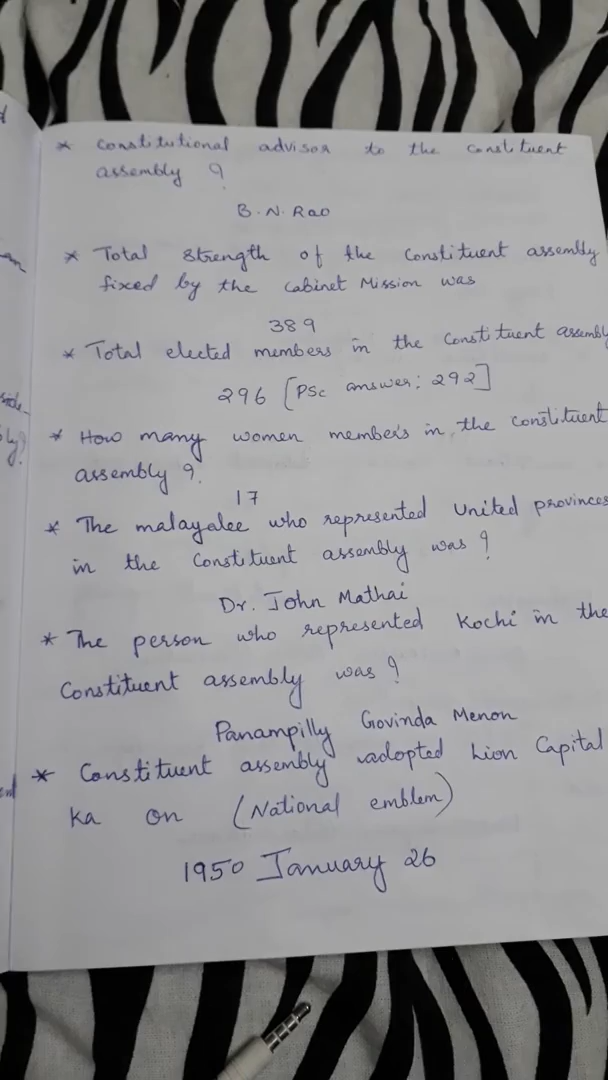 * constitutional advisor to the constituent
assembly ?
B.N. Rao
* Total strength of the Constituent assembly
fixed by the Cabinet Mission was
389
* Total elected members in the Constituent assembly
296 [PSC answer: 292]
* How many women members in the constituent
assembly ?
17
* The malayalee who represented United provinces
in the Constituent assembly was ?
Dr. John Mathai
* The person who represented Kochi in the
Constituent assembly was ?
Panampilly Govinda Menon
* Constituent assembly adopted Lion Capital
ka on (National emblem)
1950 January 26